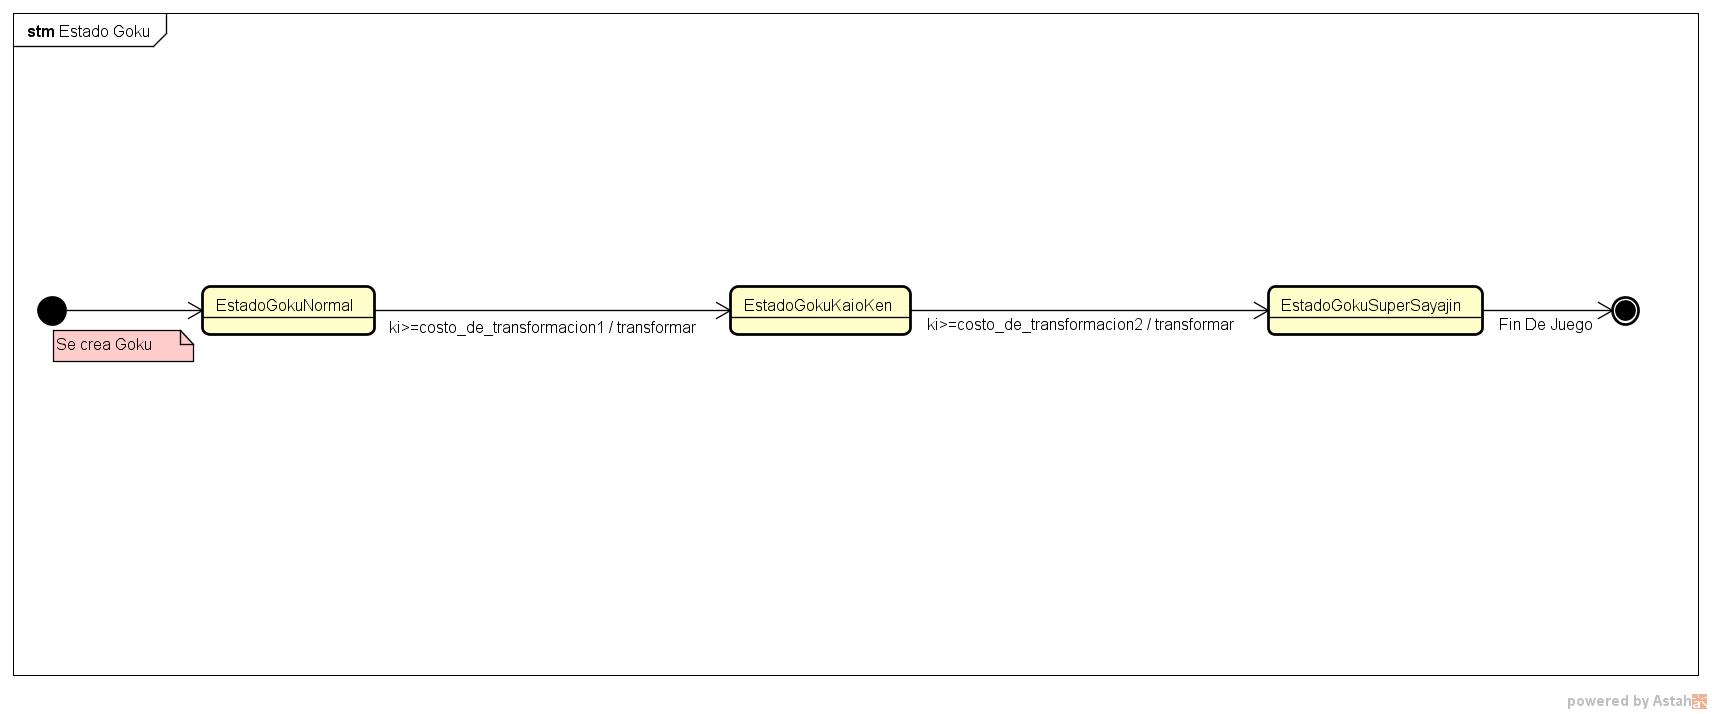 stm Estado Goku
EstadoGokuNormal
ki>=costo_de_transformacion1 / transformar
EstadoGokuKaioKen
ki>=costo_de_transformacion2 / transformar
EstadoGokuSuperSayajin
Fin De Juego
Se crea Goku
powered by Astah